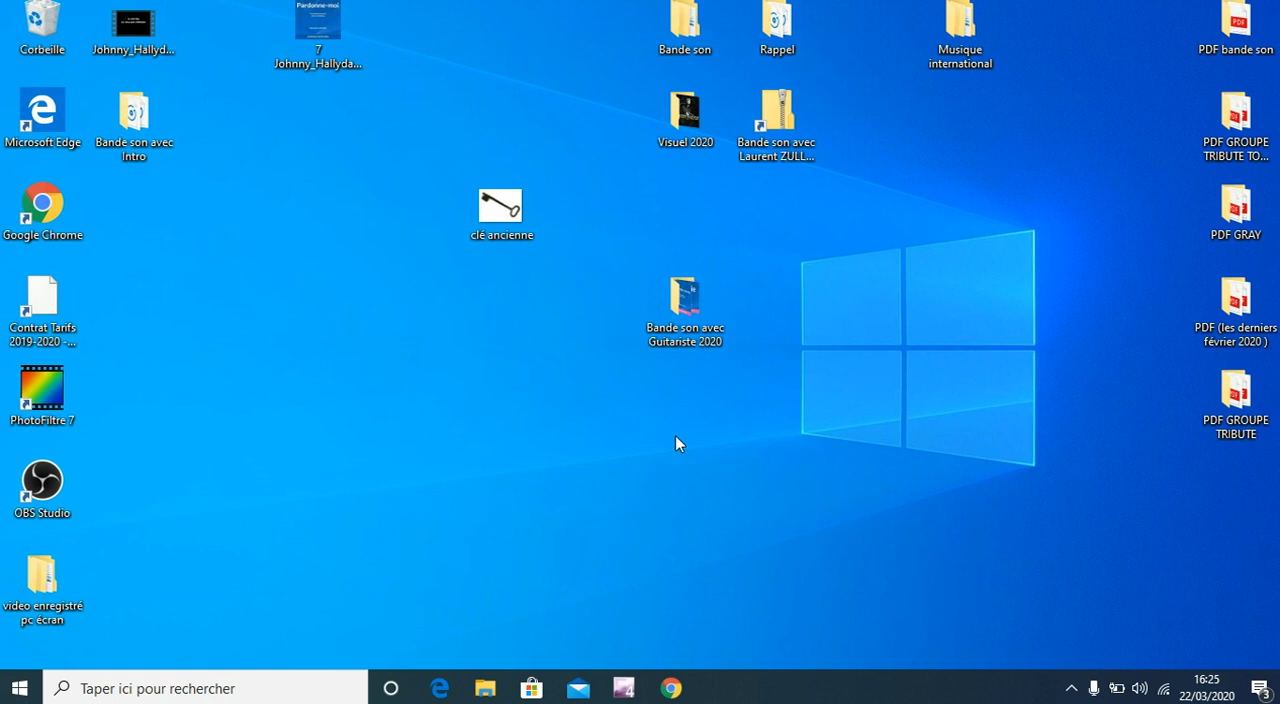 Corbeille
Johnny_Hallyd...
Pardonne-moi
7
Johnny_Hallyda...
Bande son
Rappel
Musique
international
PDF
PDF bande son
Microsoft Edge
Bande son avec
Intro
Visuel 2020
Bande son avec
Laurent ZULL...
PDF GROUPE
TRIBUTE TO...
Google Chrome
clé ancienne
PDF GRAY
Contrat Tarifs
2019-2020 -...
Bande son avec
Guitariste 2020
PDF (les derniers
février 2020 )
PhotoFiltre 7
PDF GROUPE
TRIBUTE
OBS Studio
video enregistré
pc écran
Taper ici pour rechercher
16:25
22/03/2020
3